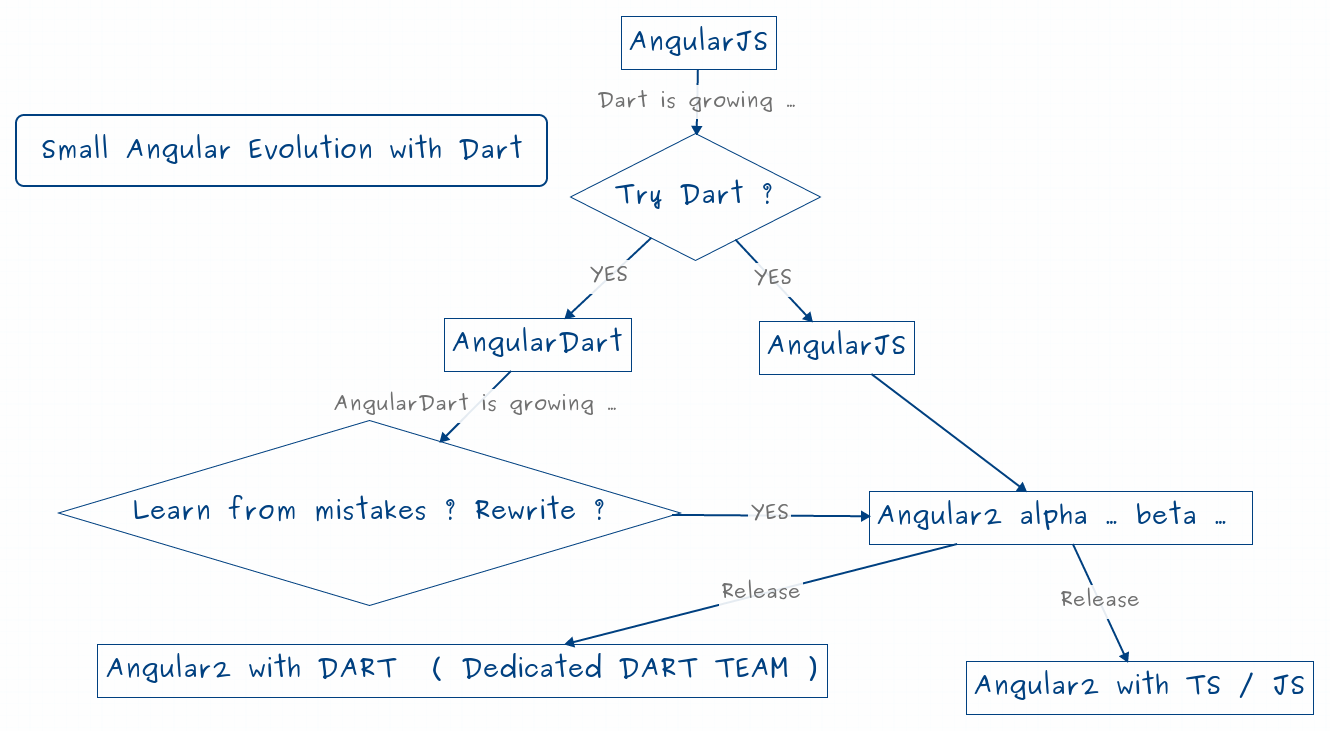 AngularJS
Dart is growing ...
Small Angular Evolution with Dart
Try Dart ?
YES
YES
AngularDart
AngularJS
AngularDart is growing ...
Learn from mistakes ? Rewrite ?
YES
Angular2 alpha ... beta ...
Release
Release
Angular2 with DART ( Dedicated DART TEAM )
Angular2 with TS / JS